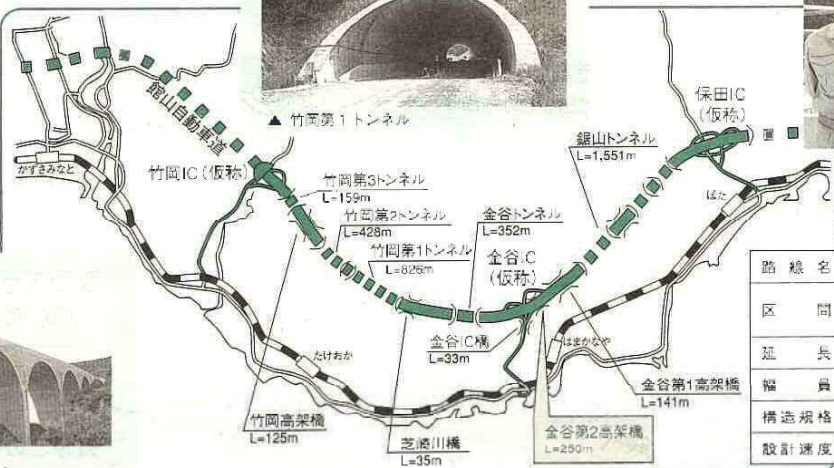 ▲ 竹岡第1トンネル
館山自動車道
かずさみなと
竹岡IC(仮称)
竹岡第3トンネル
L=159m
竹岡第2トンネル
L=428m
竹岡第1トンネル
L=826m
金谷トンネル
L=352m
金谷IC
(仮称)
鋸山トンネル
L=1,551m
保田IC
(仮称)
ほた
たけおか
はまかなや
金谷IC橋
L=33m
竹岡高架橋
L=125m
芝崎川橋
L=35m
金谷第2高架橋
L=250m
金谷第1高架橋
L=141m
路線名
区間
延長
幅員
構造規格
設計速度